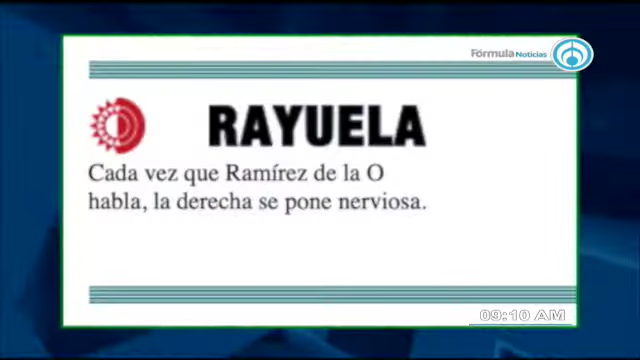 Fórmula Noticias
RAYUELA
Cada vez que Ramírez de la O
habla, la derecha se pone nerviosa.
09:10 AM